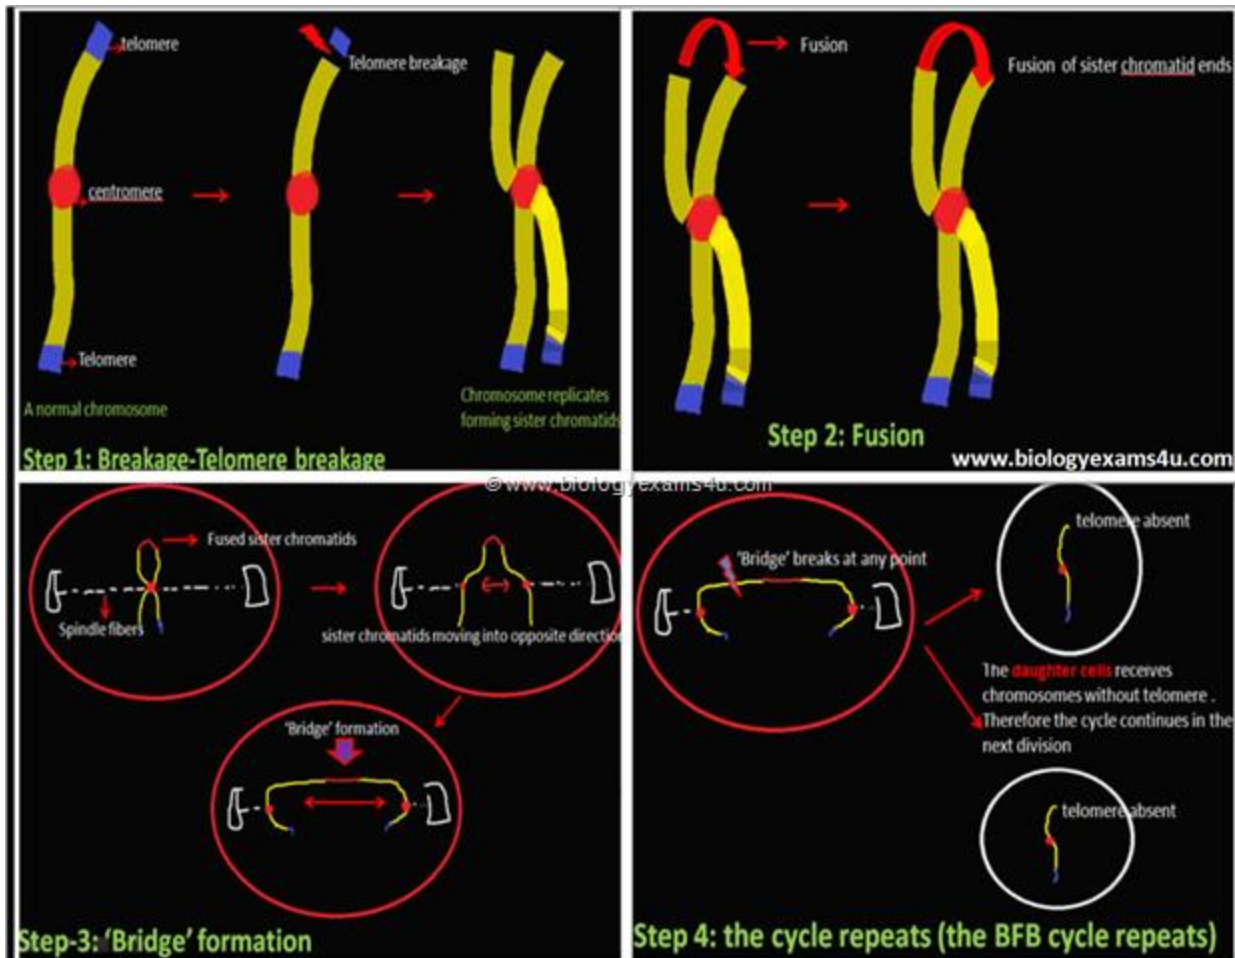 telomere
Telomere breakage
centromere
Telomere
A normal chromosome
Chromosome replicates
forming sister chromatids
Step 1: Breakage-Telomere breakage
Fusion
Fusion of sister chromatid ends
Step 2: Fusion
www.biologyexams4u.com
©www.biologyexams4u.com
Fused sister chromatids
Spindle fibers
sister chromatids moving into opposite direction
'Bridge' formation
Step-3: 'Bridge' formation
'Bridge' breaks at any point
telomere absent
The daughter cells receives
chromosomes without telomere .
Therefore the cycle continues in the
next division
telomere absent
Step 4: the cycle repeats (the BFB cycle repeats)